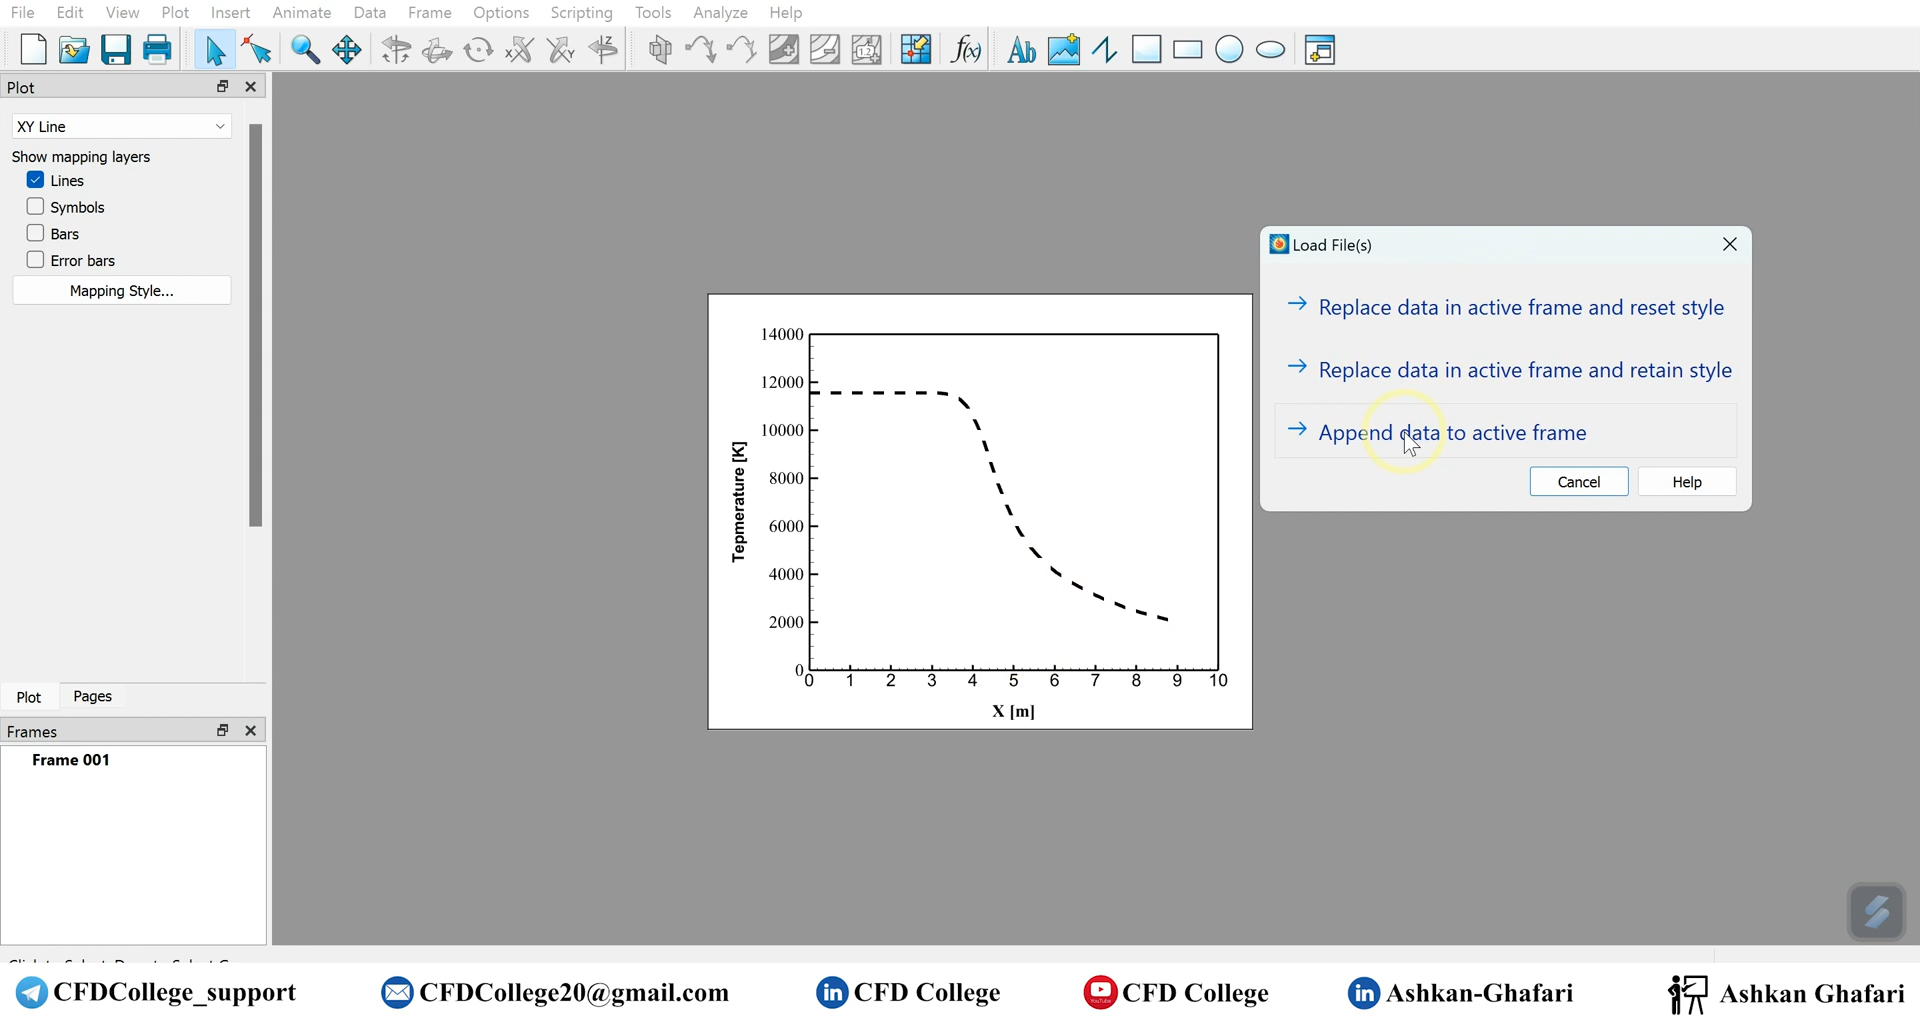 File Edit View Plot Insert Animate Data Frame Options Scripting Tools Analyze Help
Plot
XY Line
Show mapping layers
Lines
Symbols
Bars
Error bars
Mapping Style...
Plot Pages
Frames
Frame 001
14000
12000
10000
8000
6000
4000
2000
0
Tepmerature [K]
0 1 2 3 4 5 6 7 8 9 10
X [m]
Load File(s)
Replace data in active frame and reset style
Replace data in active frame and retain style
Append data to active frame
Cancel Help
CFDCollege_support CFDCollege20@gmail.com CFD College CFD College Ashkan-Ghafari Ashkan Ghafari